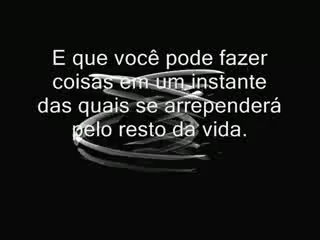 E que você pode fazer
coisas em um instante
das quais se arrependerá
pelo resto da vida.